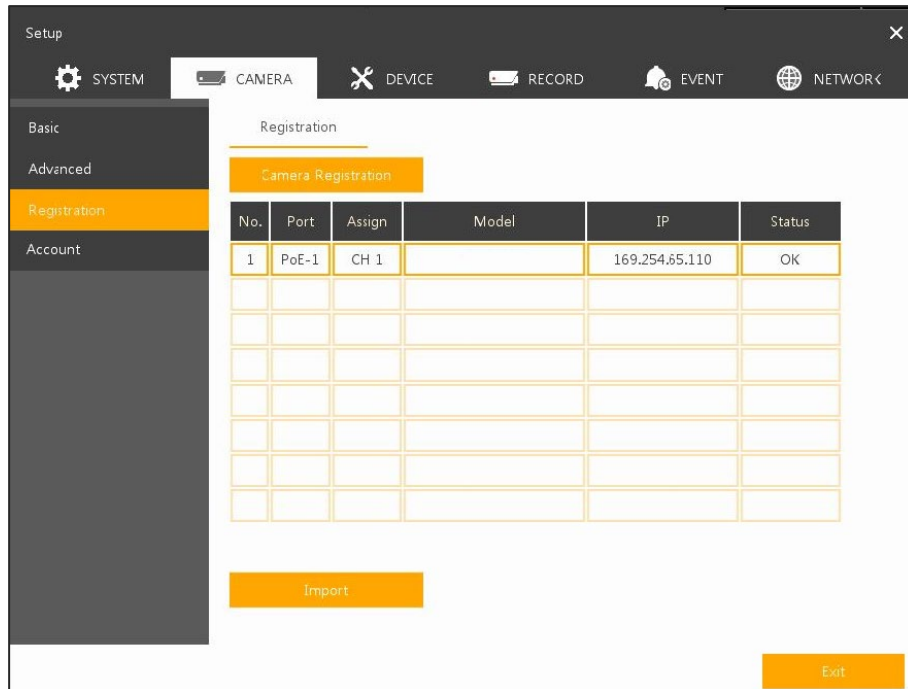 Setup
SYSTEM CAMERA DEVICE RECORD EVENT NETWORK
Basic
Registration
Advanced
Camera Registration
Registration
No. Port Assign Model IP Status
Account
1 PoE-1 CH 1 169.254.65.110 OK
Import
Exit